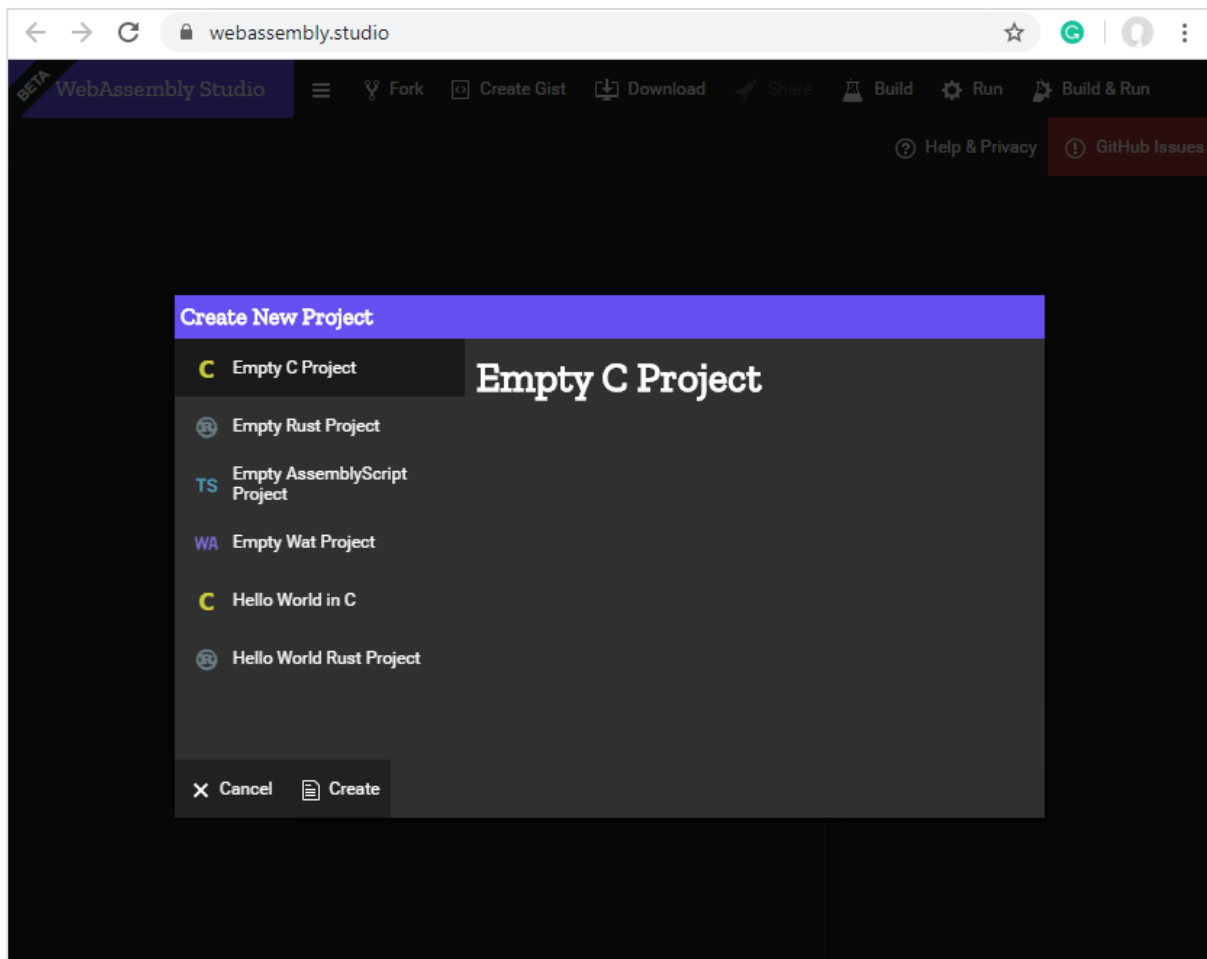 webassembly.studio
BETA
WebAssembly Studio
Fork
Create Gist
Download
Share
Build
Run
Build & Run
Help & Privacy
GitHub Issues
Create New Project
C Empty C Project
Empty C Project
R Empty Rust Project
TS Empty AssemblyScript
Project
WA Empty Wat Project
C Hello World in C
R Hello World Rust Project
Cancel
Create